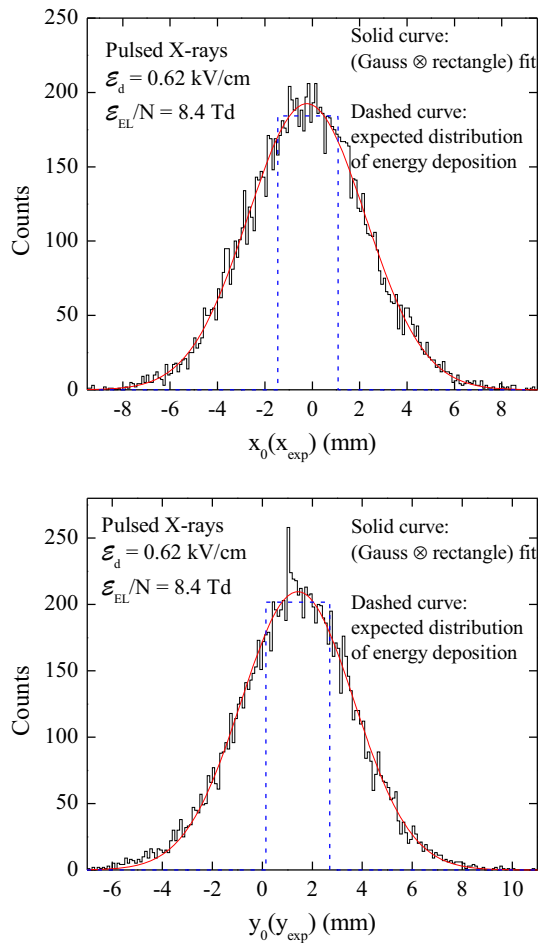 250
200
150
100
50
0
Counts
Pulsed X-rays
ℰd = 0.62 kV/cm
ℰEL/N = 8.4 Td
Solid curve:
(Gauss ⊗ rectangle) fit
Dashed curve:
expected distribution
of energy deposition
-8 -6 -4 -2 0 2 4 6 8
x0(xexp) (mm)
250
200
150
100
50
0
Counts
Pulsed X-rays
ℰd = 0.62 kV/cm
ℰEL/N = 8.4 Td
Solid curve:
(Gauss ⊗ rectangle) fit
Dashed curve:
expected distribution
of energy deposition
-6 -4 -2 0 2 4 6 8 10
y0(yexp) (mm)